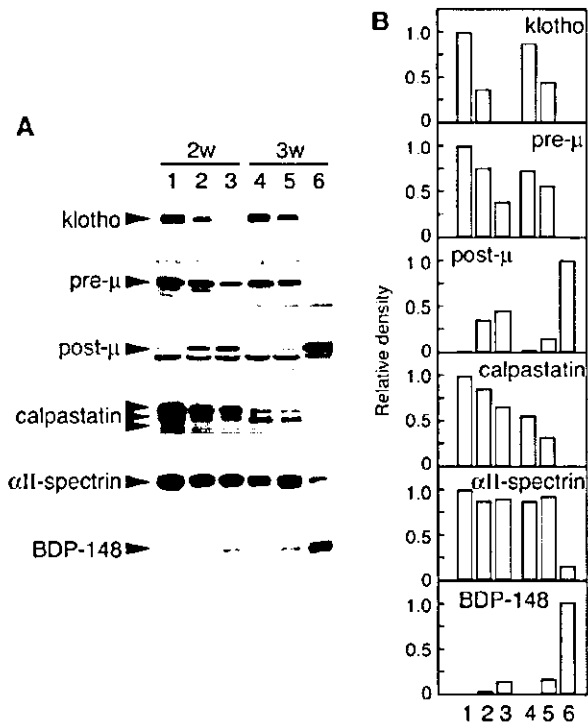 A
2w 3w
1 2 3 4 5 6
klotho
pre-μ
post-μ
calpastatin
αII-spectrin
BDP-148
B
Relative density
klotho
1.0
0.5
0
pre-μ
1.0
0.5
0
post-μ
1.0
0.5
0
calpastatin
1.0
0.5
0
αII-spectrin
1.0
0.5
0
BDP-148
1.0
0.5
0
1 2 3 4 5 6